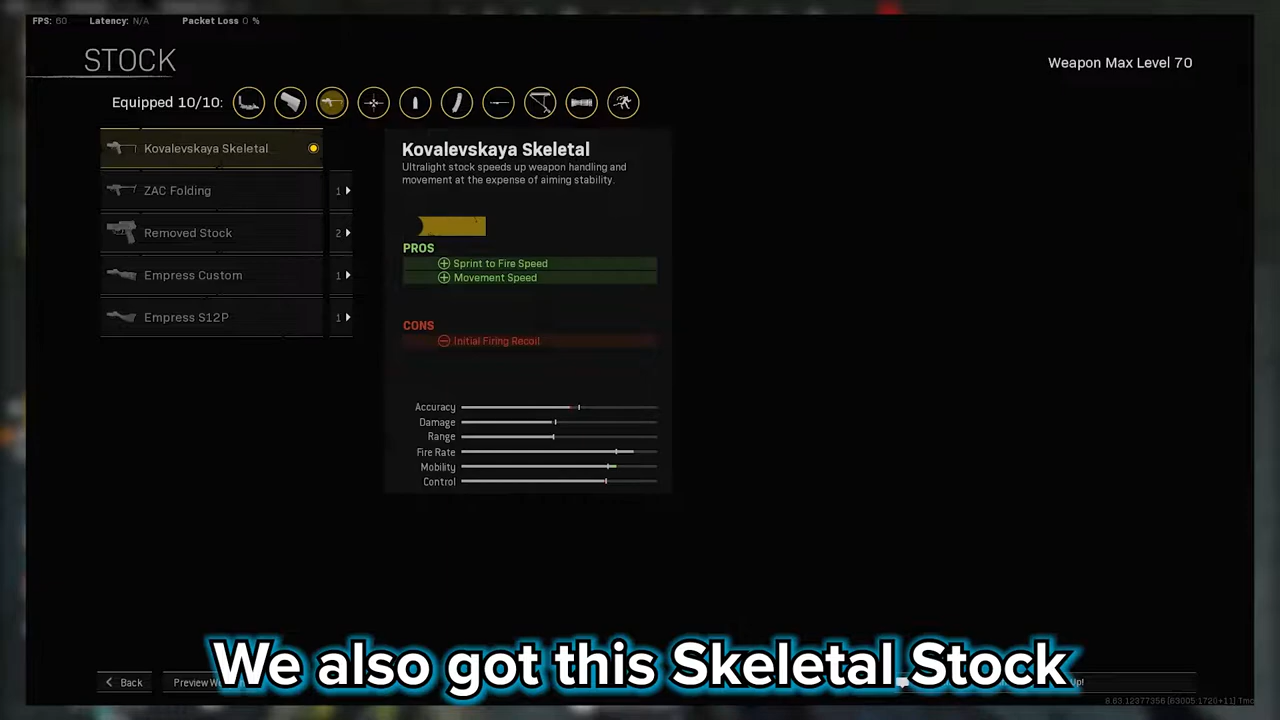 FPS: 60 Latency: N/A Packet Loss 0 %
STOCK
Weapon Max Level 70
Equipped 10/10:
Kovalevskaya Skeletal
ZAC Folding 1
Removed Stock 2
Empress Custom 1
Empress S12P 1
Kovalevskaya Skeletal
Ultralight stock speeds up weapon handling and
movement at the expense of aiming stability.
PROS
Sprint to Fire Speed
Movement Speed
CONS
Initial Firing Recoil
Accuracy
Damage
Range
Fire Rate
Mobility
Control
We also got this Skeletal Stock
Back
Preview